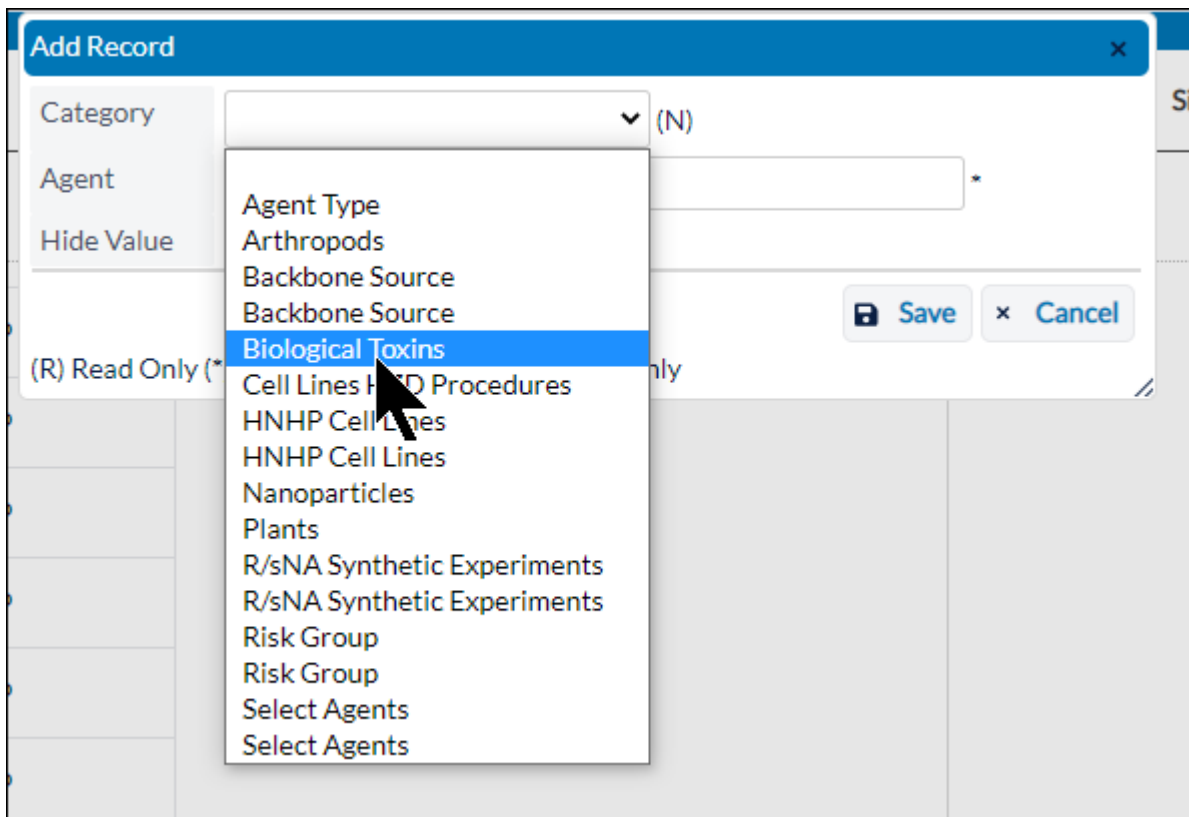 Add Record
×
Si
Category
(N)
Agent
*
Hide Value
Agent Type
Arthropods
Backbone Source
Backbone Source
Biological Toxins
Cell Lines Procedures
HNHP Cell Lines
HNHP Cell Lines
Nanoparticles
Plants
R/sNA Synthetic Experiments
R/sNA Synthetic Experiments
Risk Group
Risk Group
Select Agents
Select Agents
Save
× Cancel
(R) Read Only (*